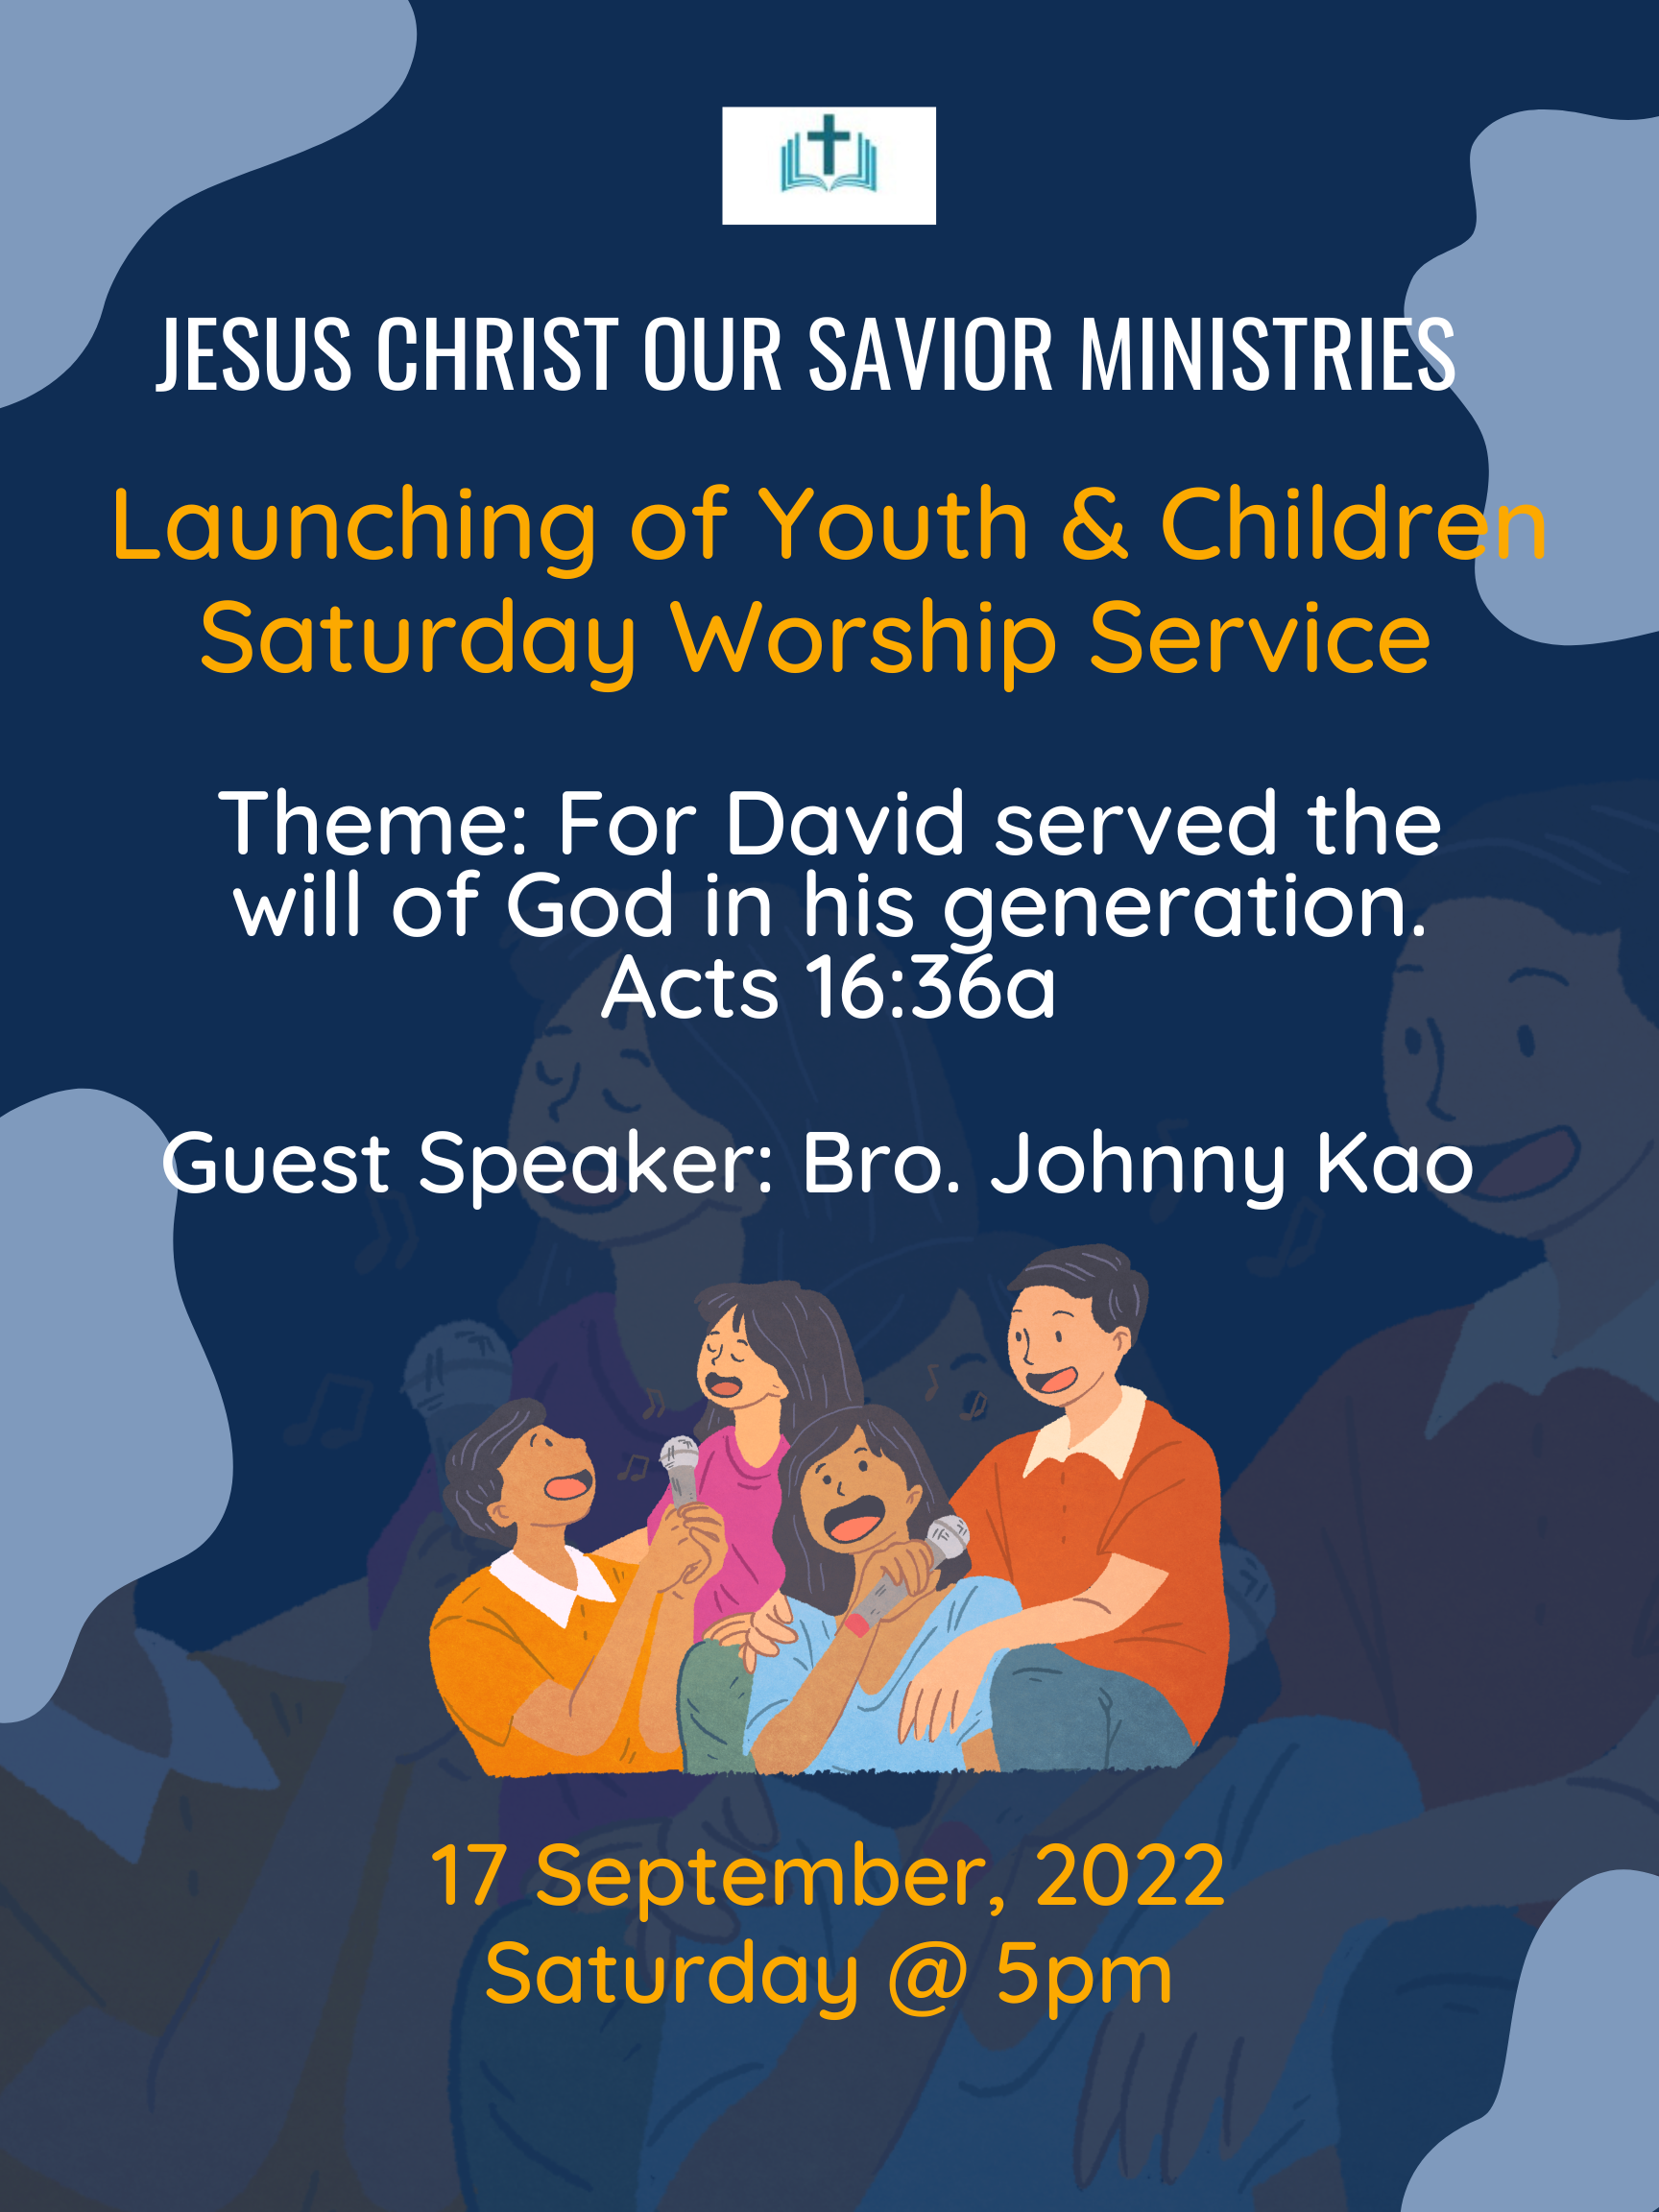 JESUS CHRIST OUR SAVIOR MINISTRIES
Launching of Youth & Children
Saturday Worship Service
Theme: For David served the
will of God in his generation.
Acts 16:36a
Guest Speaker: Bro. Johnny Kao
17 September, 2022
Saturday @ 5pm